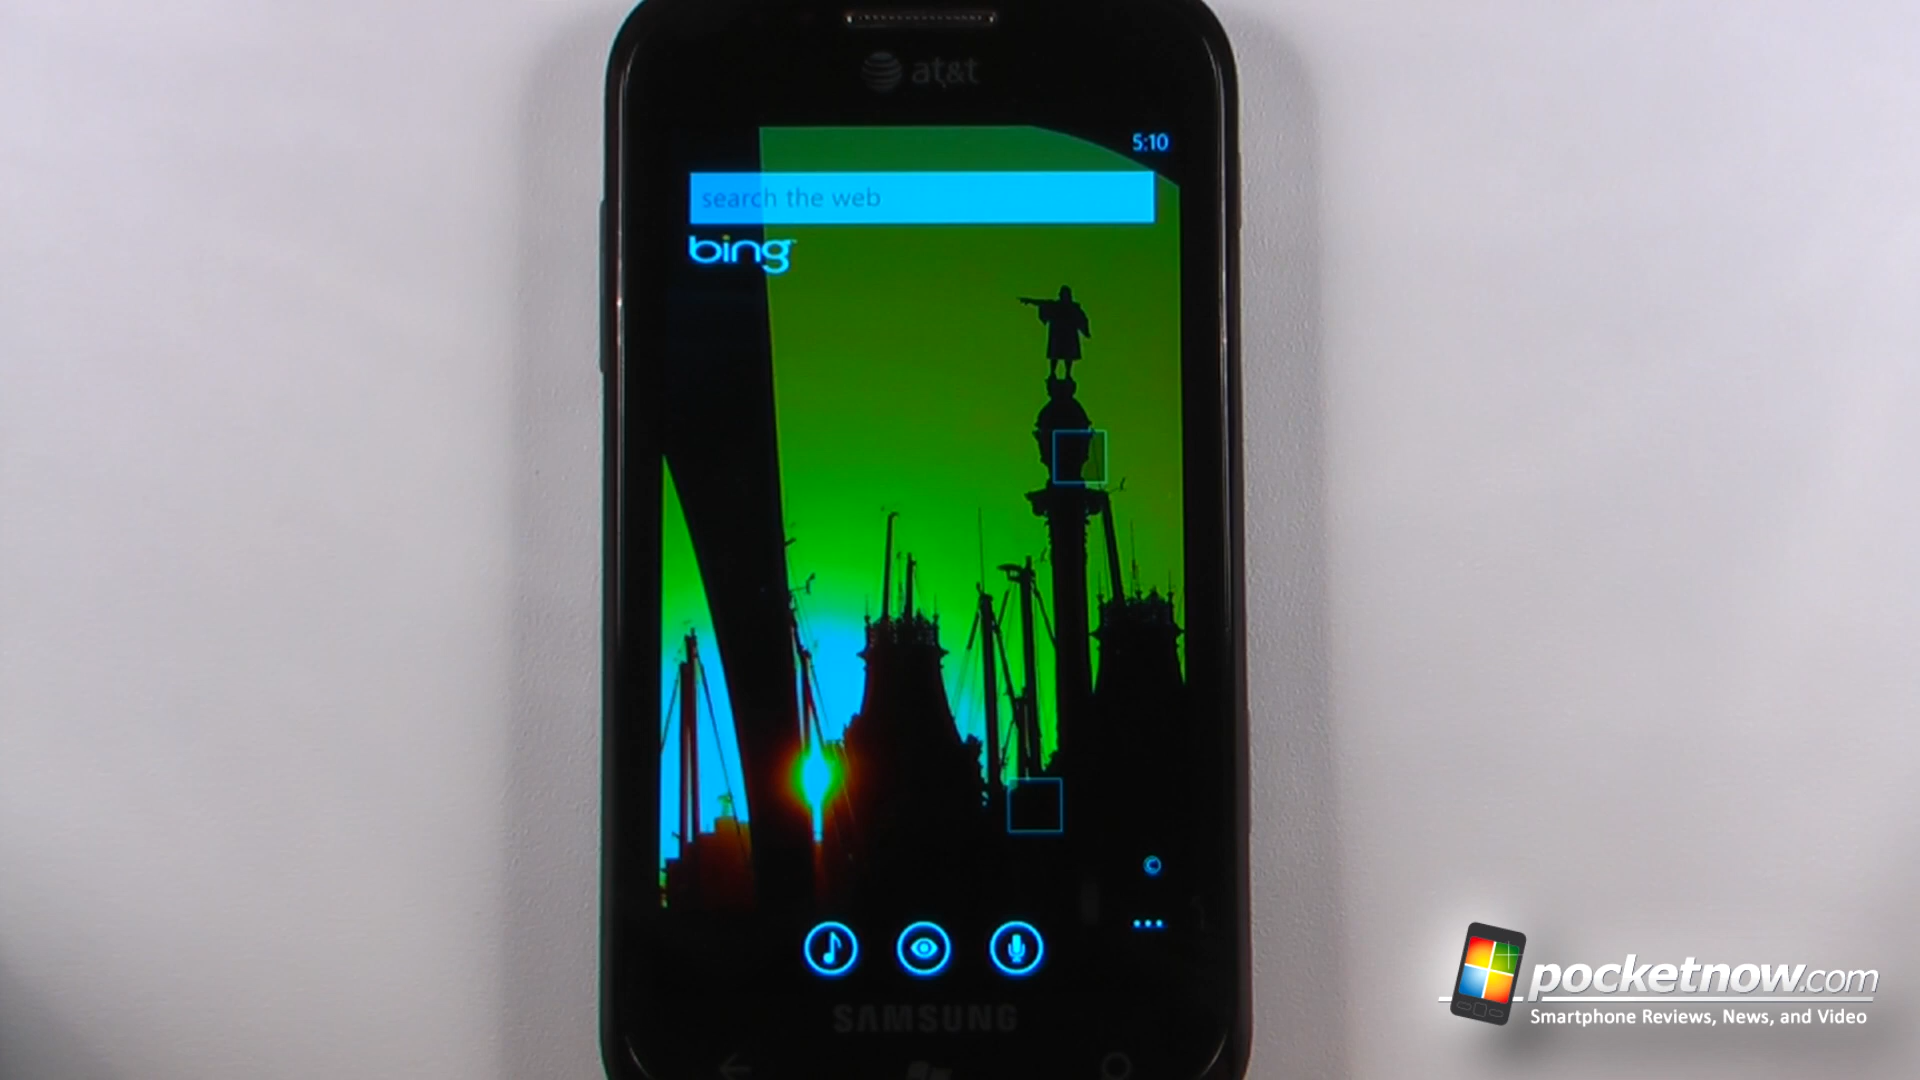 at&t
5:10
search the web
bing
©
SAMSUNG
pocketnow.com
Smartphone Reviews, News, and Video